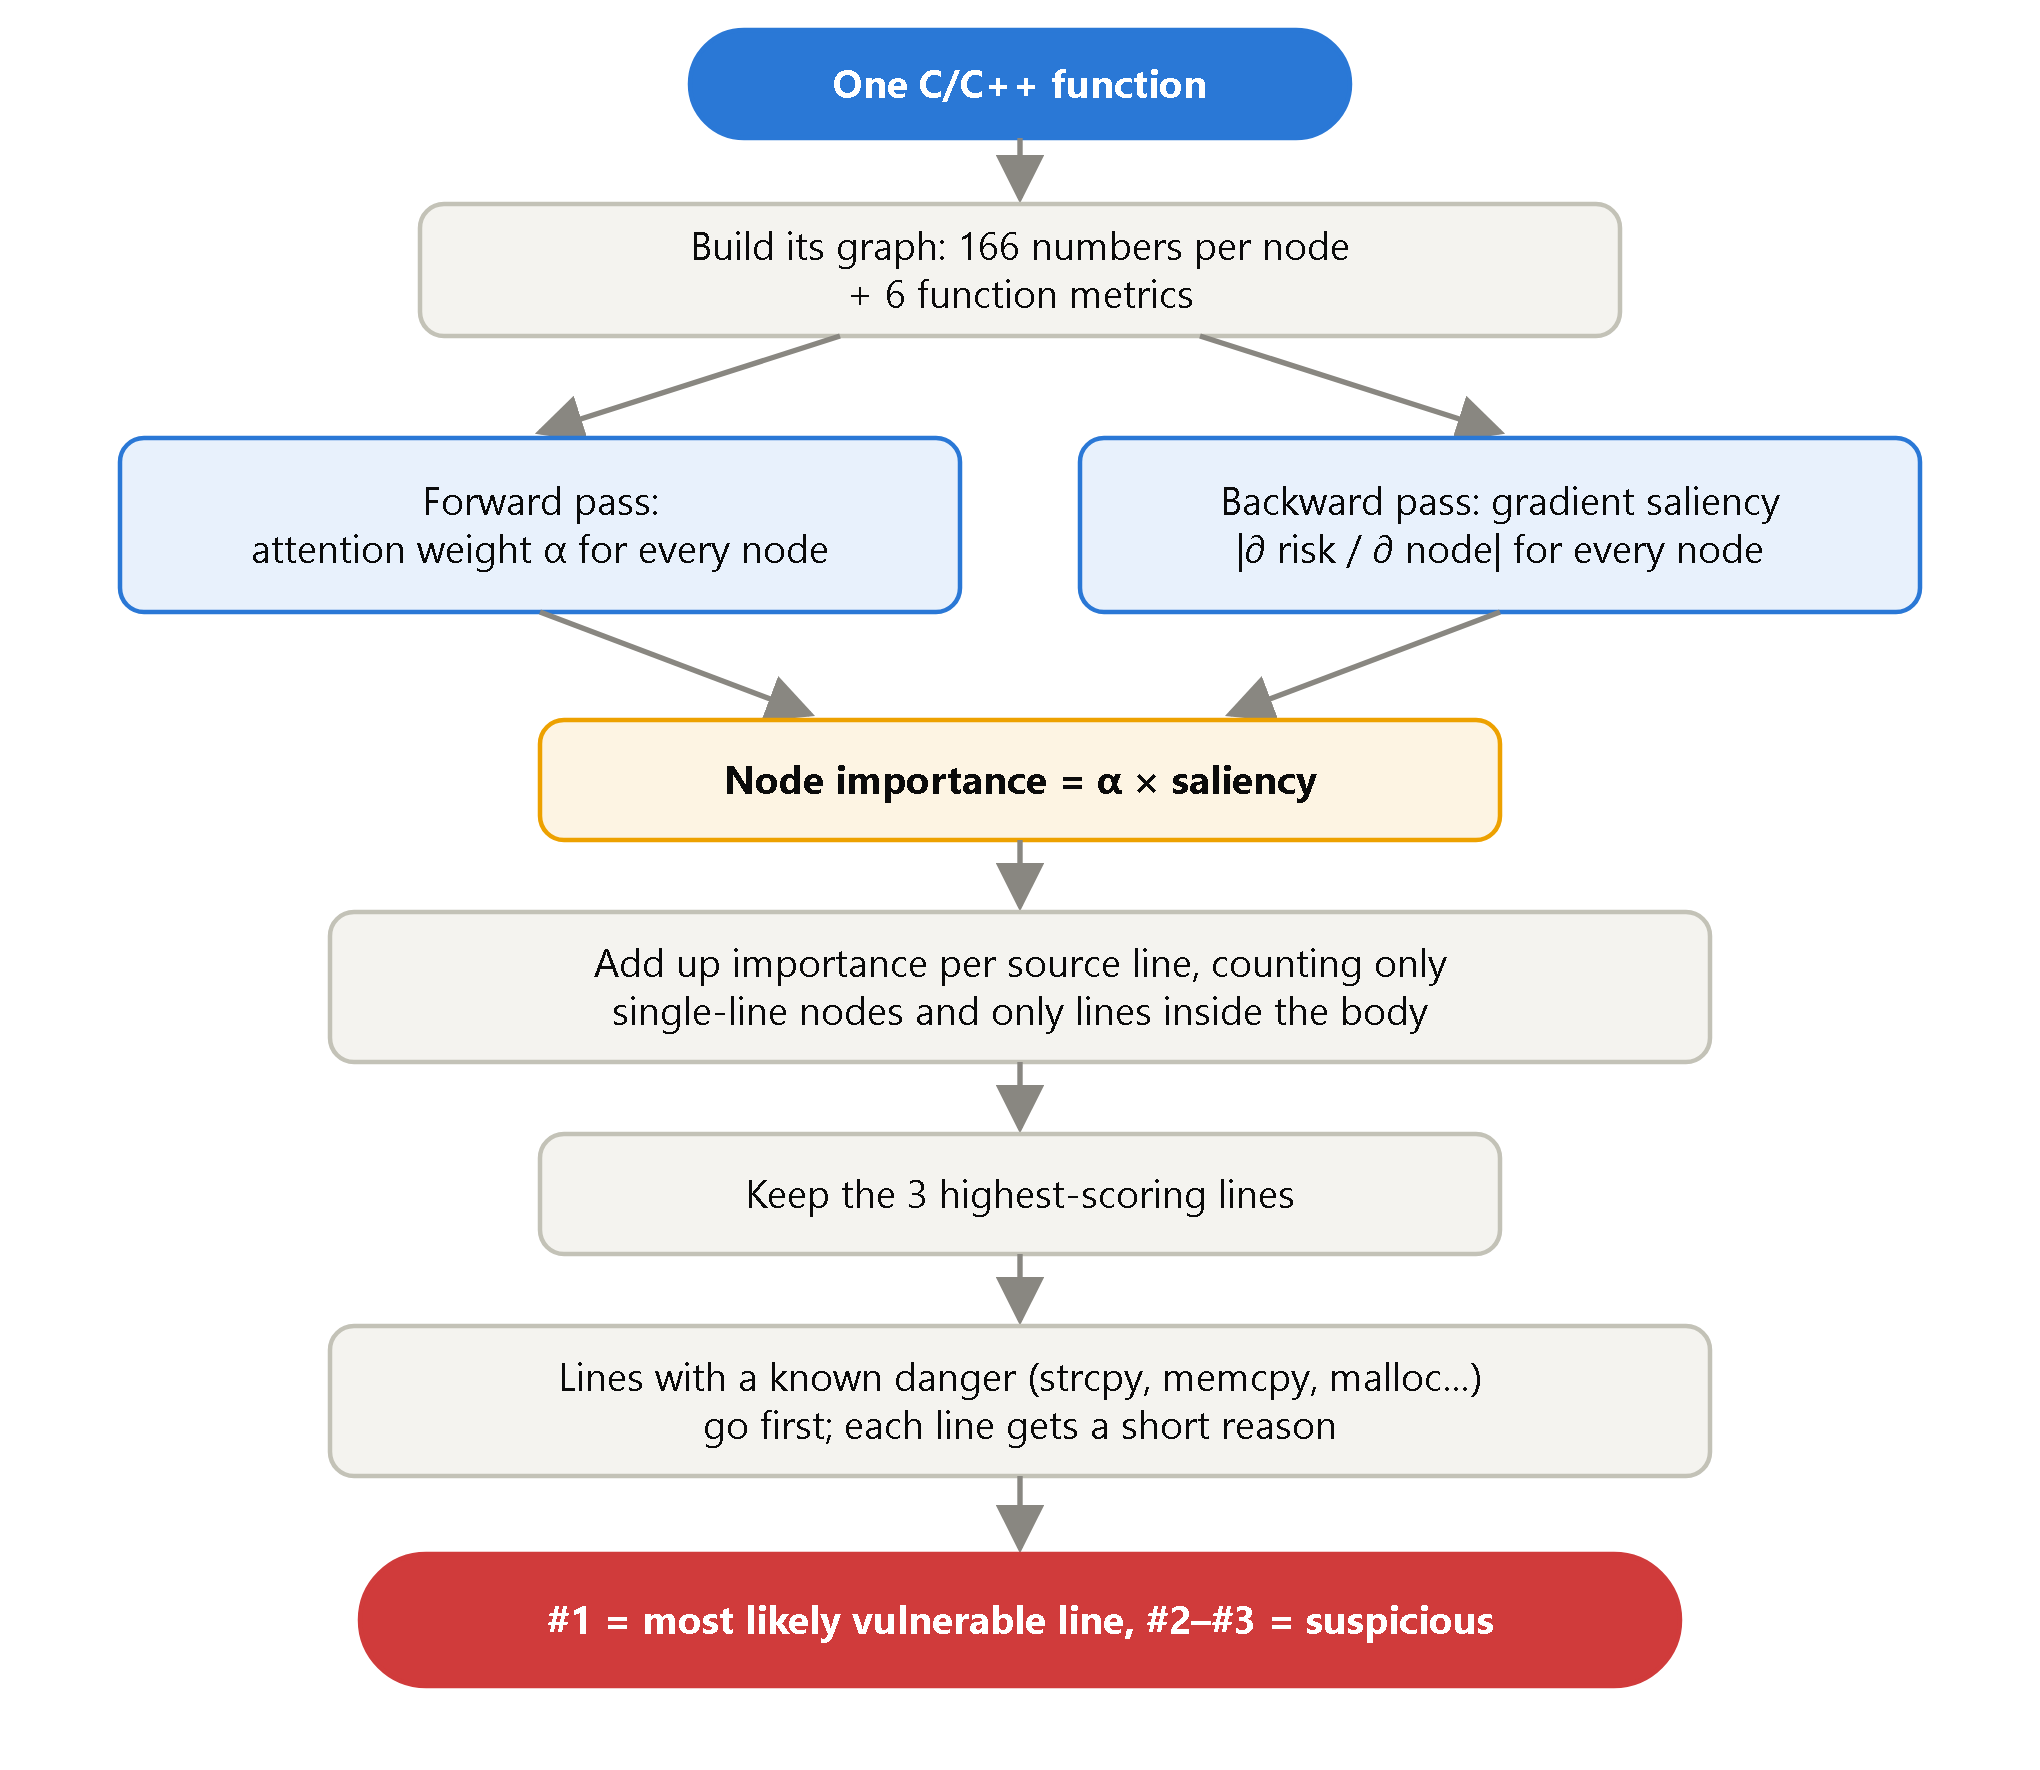 One C/C++ function
Build its graph: 166 numbers per node
+ 6 function metrics
Forward pass:
attention weight α for every node
Backward pass: gradient saliency
|∂ risk / ∂ node| for every node
Node importance = α × saliency
Add up importance per source line, counting only
single-line nodes and only lines inside the body
Keep the 3 highest-scoring lines
Lines with a known danger (strcpy, memcpy, malloc...)
go first; each line gets a short reason
#1 = most likely vulnerable line, #2–#3 = suspicious